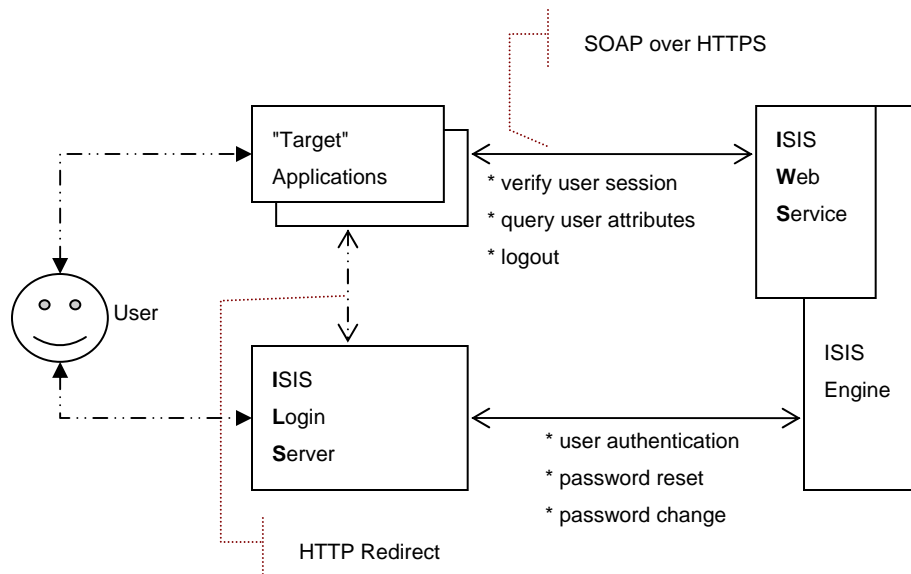 SOAP over HTTPS
"Target"
Applications
* verify user session
* query user attributes
* logout
ISIS
Web
Service
User
ISIS
Login
Server
ISIS
Engine
* user authentication
* password reset
* password change
HTTP Redirect